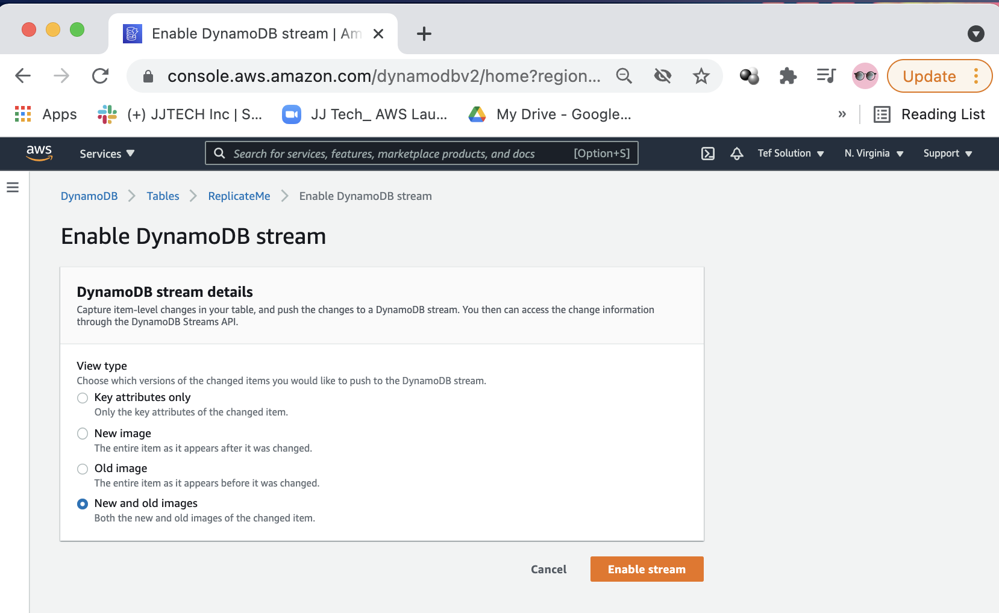 Enable DynamoDB stream | Am
console.aws.amazon.com/dynamodbv2/home?region...
Update
Apps
(+) JJTECH Inc | S...
JJ Tech_ AWS Lau...
My Drive - Google...
»
Reading List
aws
Services
Search for services, features, marketplace products, and docs
[Option+S]
Tef Solution
N. Virginia
Support
DynamoDB
Tables
ReplicateMe
Enable DynamoDB stream
Enable DynamoDB stream
DynamoDB stream details
Capture item-level changes in your table, and push the changes to a DynamoDB stream. You then can access the change information
through the DynamoDB Streams API.
View type
Choose which versions of the changed items you would like to push to the DynamoDB stream.
Key attributes only
Only the key attributes of the changed item.
New image
The entire item as it appears after it was changed.
Old image
The entire item as it appears before it was changed.
New and old images
Both the new and old images of the changed item.
Cancel
Enable stream